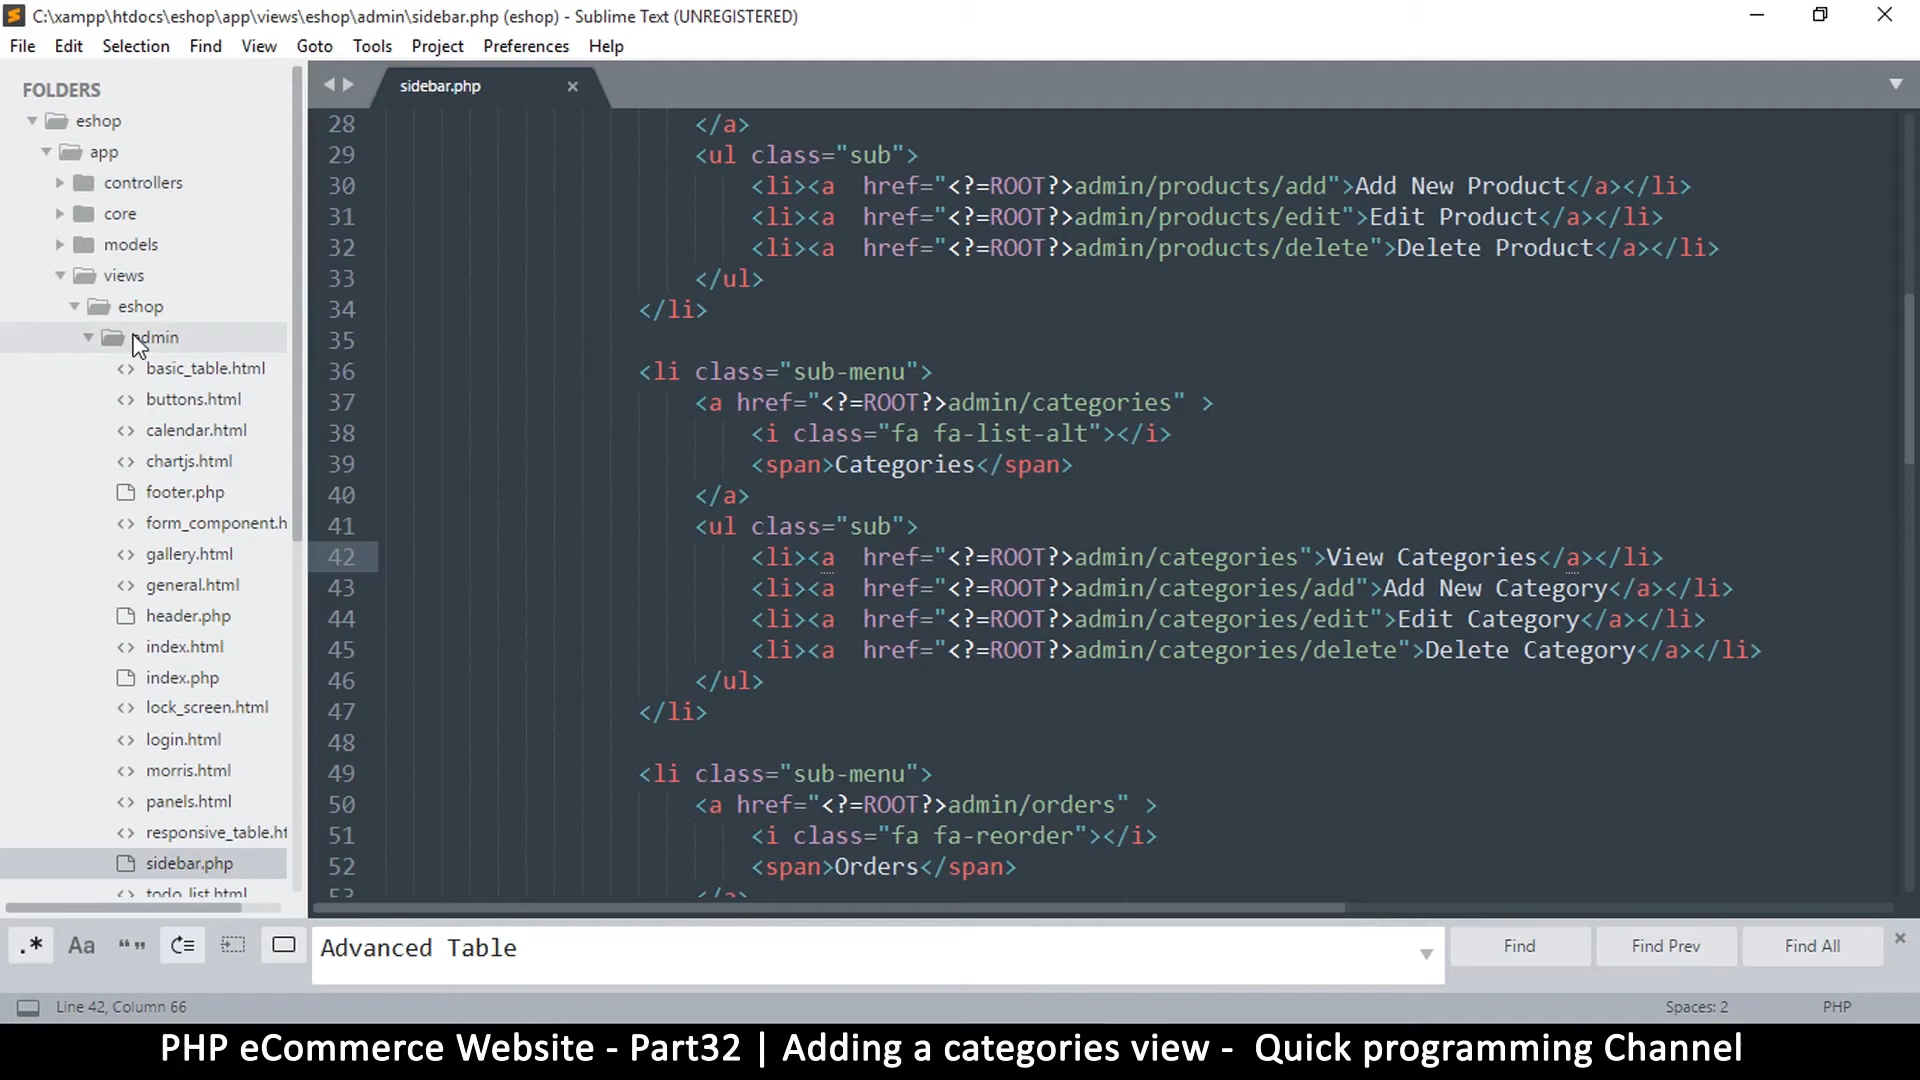 C:\xampp\htdocs\eshop\app\views\eshop\admin\sidebar.php (eshop) - Sublime Text (UNREGISTERED)
File Edit Selection Find View Goto Tools Project Preferences Help
FOLDERS
eshop
app
controllers
core
models
views
eshop
admin
basic_table.html
buttons.html
calendar.html
chartjs.html
footer.php
form_component.h
gallery.html
general.html
header.php
index.html
index.php
lock_screen.html
login.html
morris.html
panels.html
responsive_table.ht
sidebar.php
todo_list.html
sidebar.php
28 </a>
29 <ul class="sub">
30 <li><a  href="<?=ROOT?>admin/products/add">Add New Product</a></li>
31 <li><a  href="<?=ROOT?>admin/products/edit">Edit Product</a></li>
32 <li><a  href="<?=ROOT?>admin/products/delete">Delete Product</a></li>
33 </ul>
34 </li>
35
36 <li class="sub-menu">
37 <a href="<?=ROOT?>admin/categories" >
38 <i class="fa fa-list-alt"></i>
39 <span>Categories</span>
40 </a>
41 <ul class="sub">
42 <li><a  href="<?=ROOT?>admin/categories">View Categories</a></li>
43 <li><a  href="<?=ROOT?>admin/categories/add">Add New Category</a></li>
44 <li><a  href="<?=ROOT?>admin/categories/edit">Edit Category</a></li>
45 <li><a  href="<?=ROOT?>admin/categories/delete">Delete Category</a></li>
46 </ul>
47 </li>
48
49 <li class="sub-menu">
50 <a href="<?=ROOT?>admin/orders" >
51 <i class="fa fa-reorder"></i>
52 <span>Orders</span>
53 </a>
.* Aa “” Advanced Table Find Find Prev Find All
Line 42, Column 66 Spaces: 2 PHP
PHP eCommerce Website - Part32 | Adding a categories view - Quick programming Channel